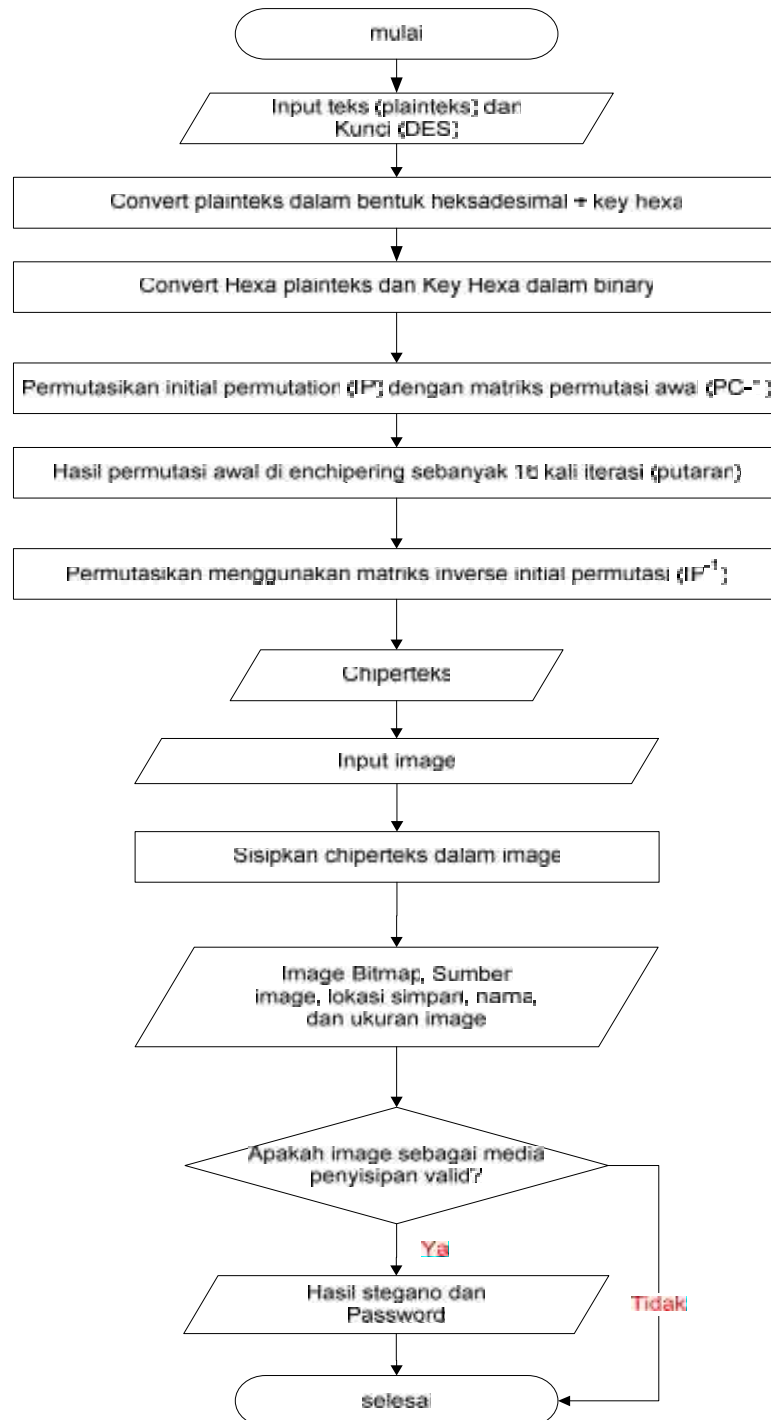 mulai
Input teks (plainteks) dan
Kunci (DES)
Convert plainteks dalam bentuk heksadesimal + key hexa
Convert Hexa plainteks dan Key Hexa dalam binary
Permutasikan initial permutation (IP) dengan matriks permutasi awal
Hasil permutasi awal di enchipering sebanyak 16 kali iterasi (putaran)
Permutasikan menggunakan matriks inverse initial permutasi (IP-1)
Chiperteks
Input image
Sisipkan chiperteks dalam image
Image Bitmap, Sumber
image, lokasi simpan, nama,
dan ukuran image
Apakah image sebagai media
penyisipan valid?
Ya
Hasil stegano dan
Password
Tidak
selesai